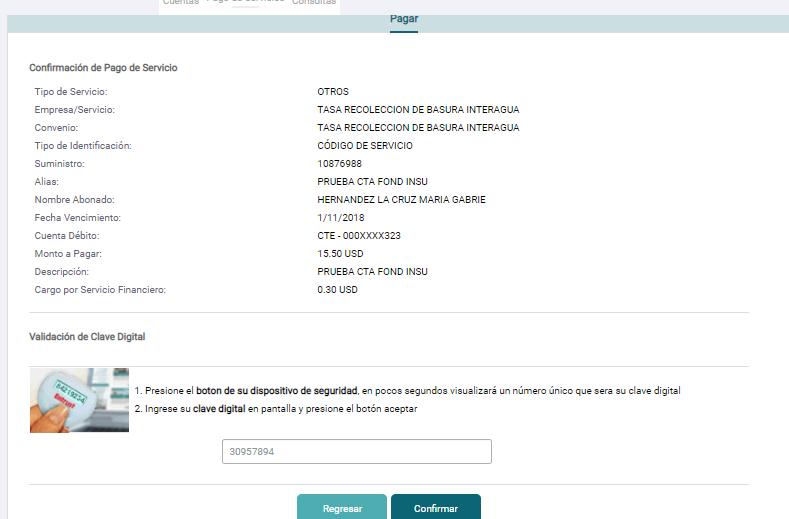 Cuentas Pago de Servicios Consultas
Pagar
Confirmación de Pago de Servicio
Tipo de Servicio: OTROS
Empresa/Servicio: TASA RECOLECCION DE BASURA INTERAGUA
Convenio: TASA RECOLECCION DE BASURA INTERAGUA
Tipo de Identificación: CÓDIGO DE SERVICIO
Suministro: 10876988
Alias: PRUEBA CTA FOND INSU
Nombre Abonado: HERNANDEZ LA CRUZ MARIA GABRIE
Fecha Vencimiento: 1/11/2018
Cuenta Débito: CTE - 000XXXX323
Monto a Pagar: 15.50 USD
Descripción: PRUEBA CTA FOND INSU
Cargo por Servicio Financiero: 0.30 USD
Validación de Clave Digital
1. Presione el boton de su dispositivo de seguridad, en pocos segundos visualizará un número único que sera su clave digital
2. Ingrese su clave digital en pantalla y presione el botón aceptar
30957894
Regresar Confirmar